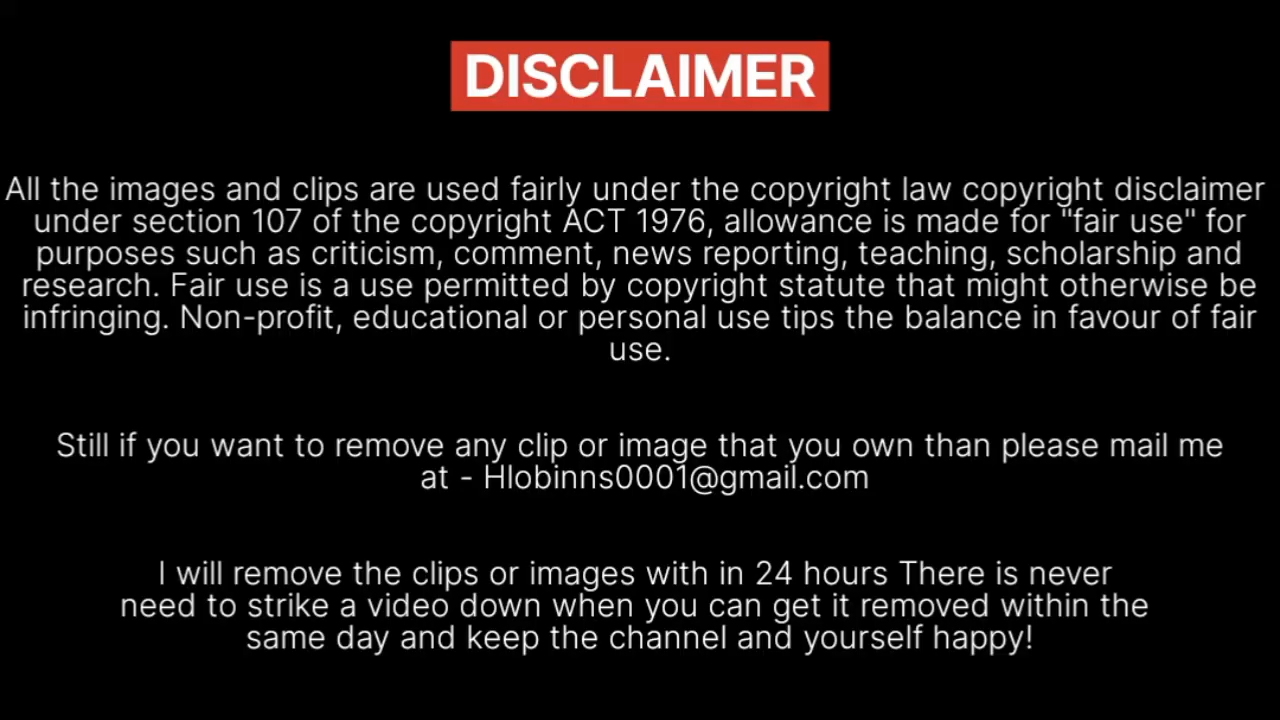 DISCLAIMER
All the images and clips are used fairly under the copyright law copyright disclaimer
under section 107 of the copyright ACT 1976, allowance is made for "fair use" for
purposes such as criticism, comment, news reporting, teaching, scholarship and
research. Fair use is a use permitted by copyright statute that might otherwise be
infringing. Non-profit, educational or personal use tips the balance in favour of fair
use.
Still if you want to remove any clip or image that you own than please mail me
at - Hlobinns0001@gmail.com
I will remove the clips or images with in 24 hours There is never
need to strike a video down when you can get it removed within the
same day and keep the channel and yourself happy!